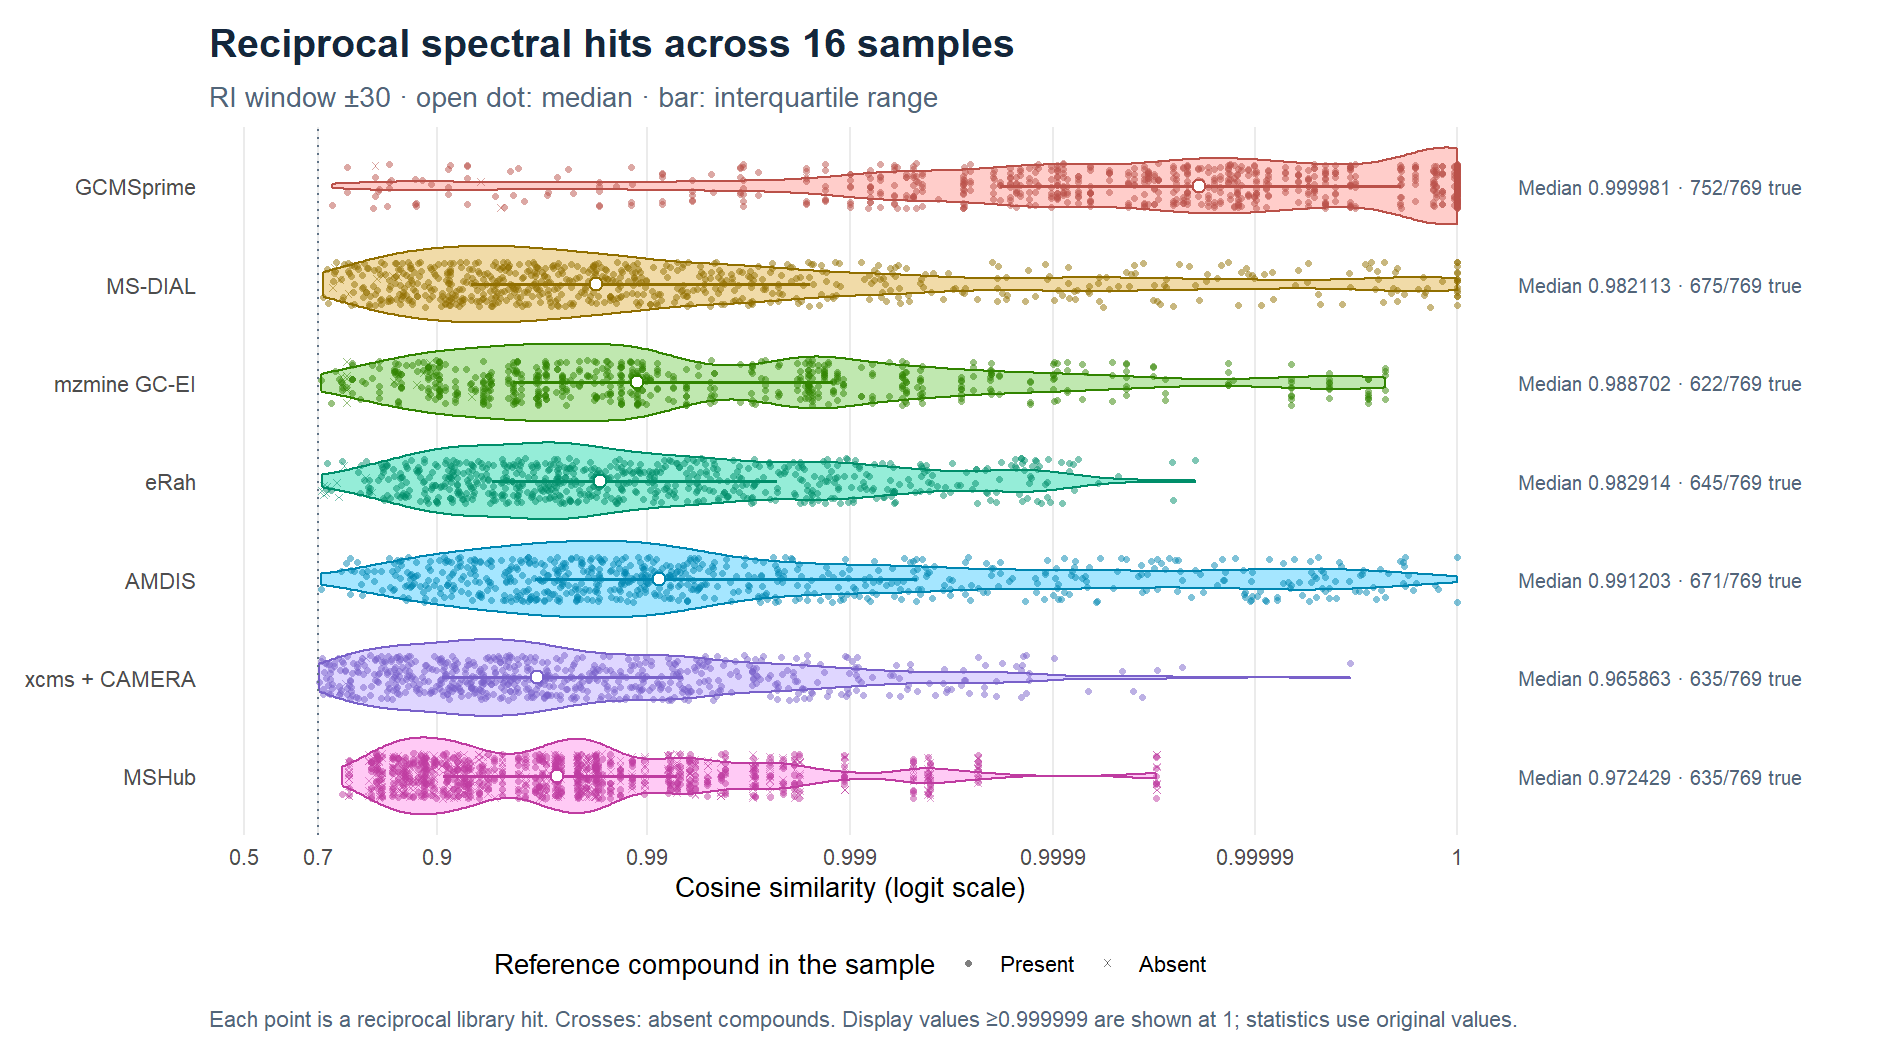 Reciprocal spectral hits across 16 samples
RI window ±30 · open dot: median · bar: interquartile range
GCMSprime
Median 0.999981 · 752/769 true
MS-DIAL
Median 0.982113 · 675/769 true
mzmine GC-EI
Median 0.988702 · 622/769 true
eRah
Median 0.982914 · 645/769 true
AMDIS
Median 0.991203 · 671/769 true
xcms + CAMERA
Median 0.965863 · 635/769 true
MSHub
Median 0.972429 · 635/769 true
0.5 0.7 0.9 0.99 0.999 0.9999 0.99999 1
Cosine similarity (logit scale)
Reference compound in the sample Present Absent
Each point is a reciprocal library hit. Crosses: absent compounds. Display values ≥0.999999 are shown at 1; statistics use original values.